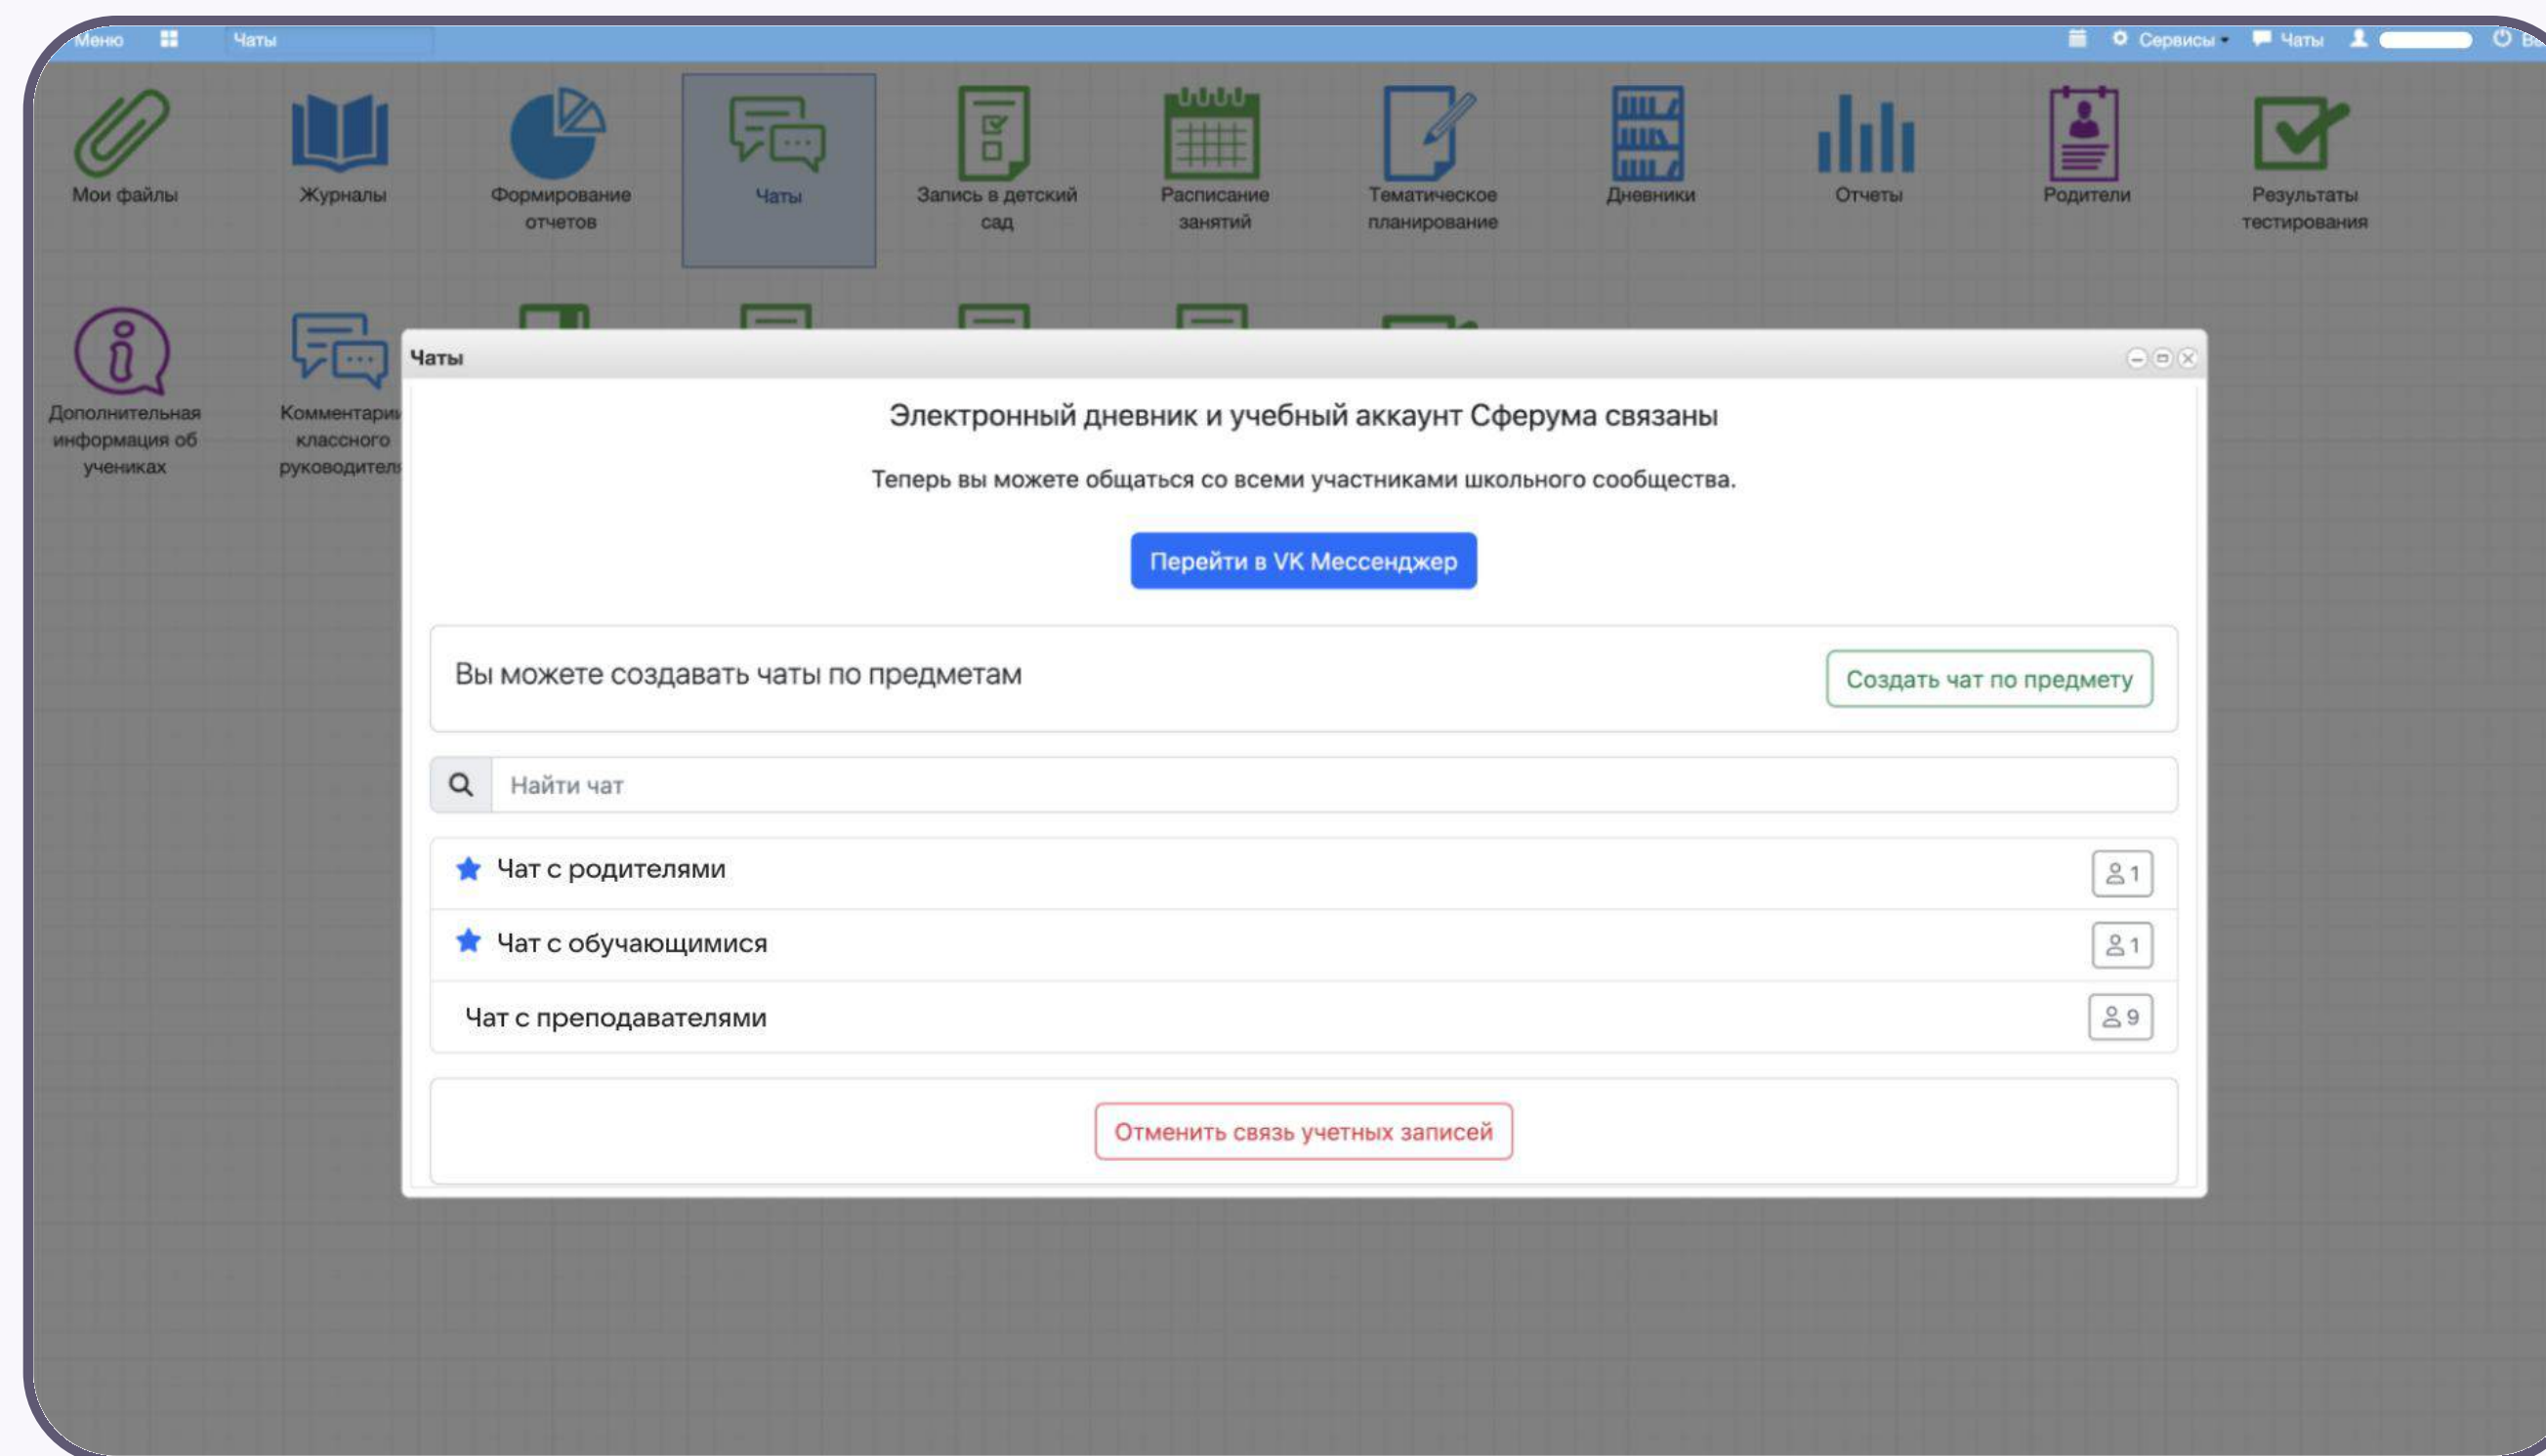 Меню
Чаты
Сервисы
Чаты
Мои файлы
Журналы
Формирование
отчетов
Чаты
Запись в детский
сад
Расписание
занятий
Тематическое
планирование
Дневники
Отчеты
Родители
Результаты
тестирования
Дополнительная
информация об
учениках
Комментарии
классного
руководителя
Чаты
Электронный дневник и учебный аккаунт Сферума связаны
Теперь вы можете общаться со всеми участниками школьного сообщества.
Перейти в VK Мессенджер
Вы можете создавать чаты по предметам
Создать чат по предмету
Найти чат
Чат с родителями
1
Чат с обучающимися
1
Чат с преподавателями
9
Отменить связь учетных записей